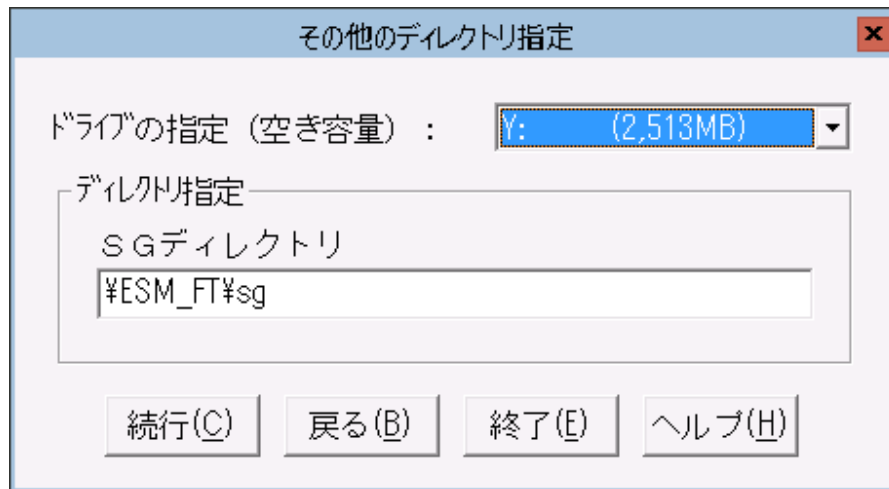 その他のディレクトリ指定
ﾄﾞﾗｲﾌﾞの指定（空き容量）：
Y: (2,513MB)
ﾃﾞｨﾚｸﾄﾘ指定
ＳＧディレクトリ
¥ESM_FT¥sg
続行(C) 戻る(B) 終了(E) ヘルプ(H)